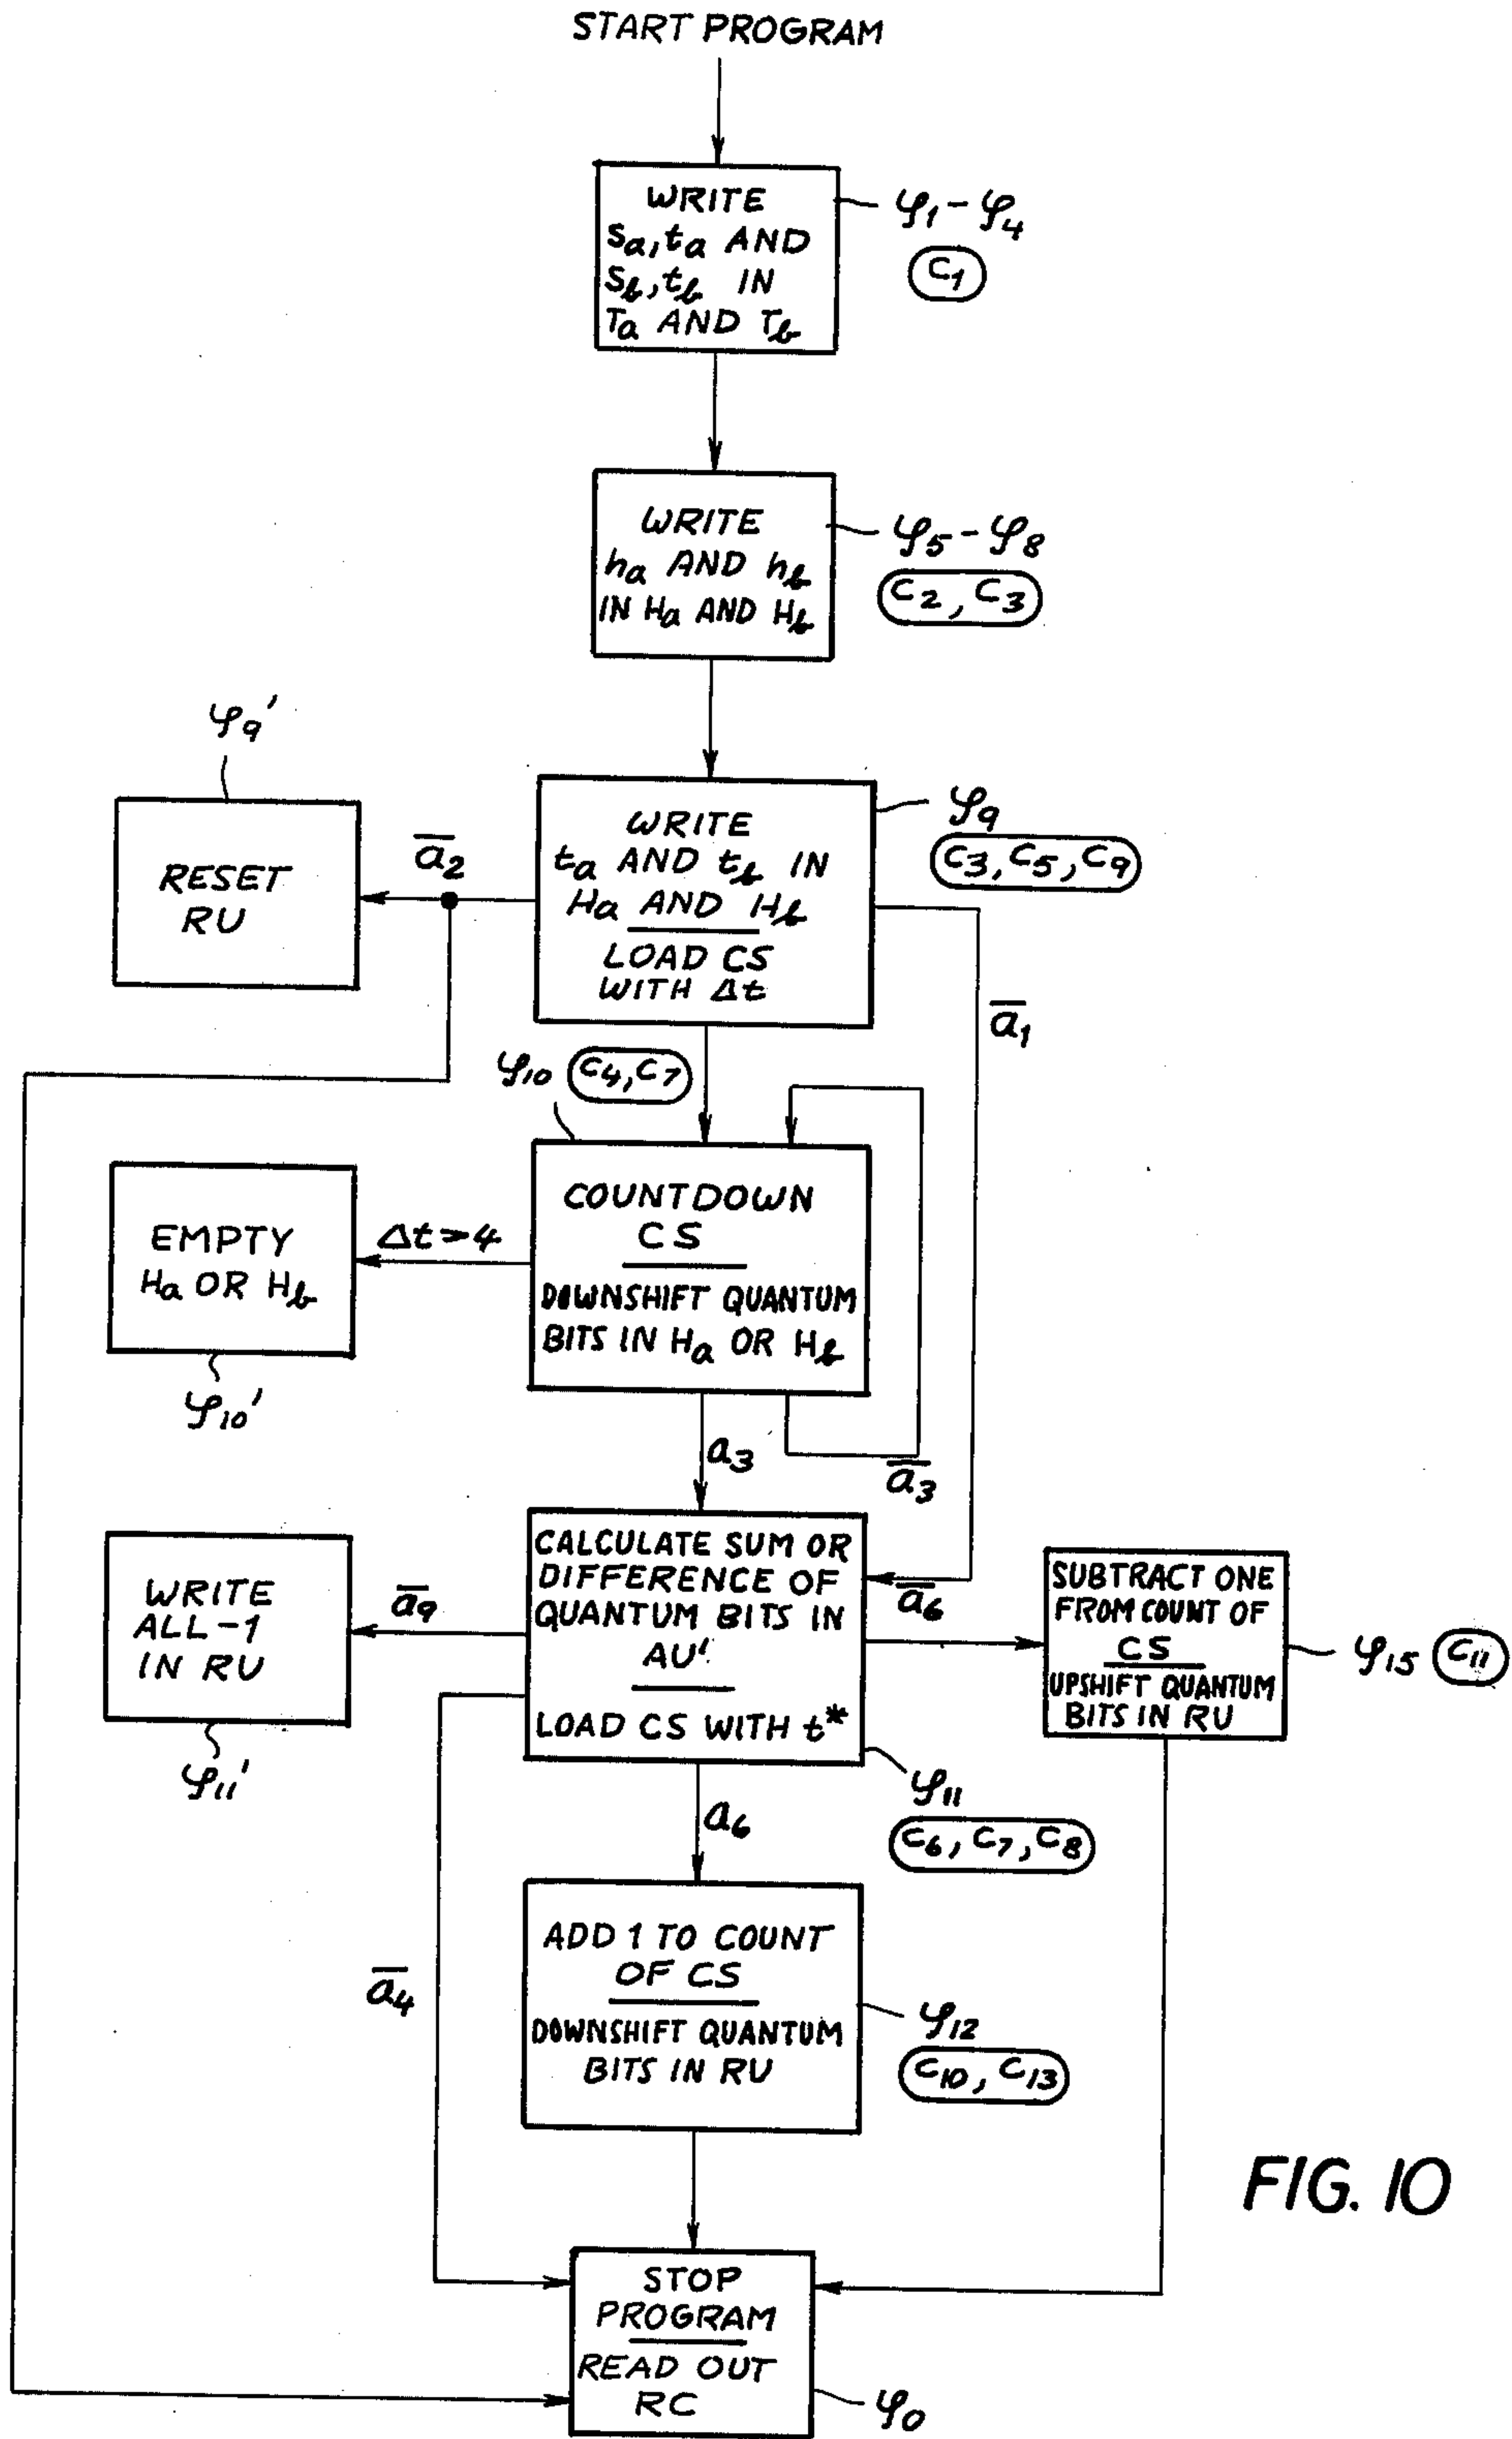 START PROGRAM
WRITE
sa, ta AND
sb, tb IN
Ta AND Tb
φ1 - φ4
C1
WRITE
ha AND hb
IN Ha AND Hb
φ5 - φ8
C2, C3
φ9'
RESET
RU
a̅2
WRITE
ta AND tb IN
Ha AND Hb
LOAD CS
WITH Δt
φ9
C3, C5, C9
a̅1
φ10
C4, C7
COUNTDOWN
CS
DOWNSHIFT QUANTUM
BITS IN Ha OR Hb
Δt > 4
EMPTY
Ha OR Hb
φ10'
a3
a̅3
CALCULATE SUM OR
DIFFERENCE OF
QUANTUM BITS IN
AU'
LOAD CS WITH t*
a̅9
WRITE
ALL-1
IN RU
φ11'
a̅6
SUBTRACT ONE
FROM COUNT OF
CS
UPSHIFT QUANTUM
BITS IN RU
φ15
C11
φ11
C6, C7, C8
a6
a̅4
ADD 1 TO COUNT
OF CS
DOWNSHIFT QUANTUM
BITS IN RU
φ12
C10, C13
STOP
PROGRAM
READ OUT
RC
φ0
FIG. 10